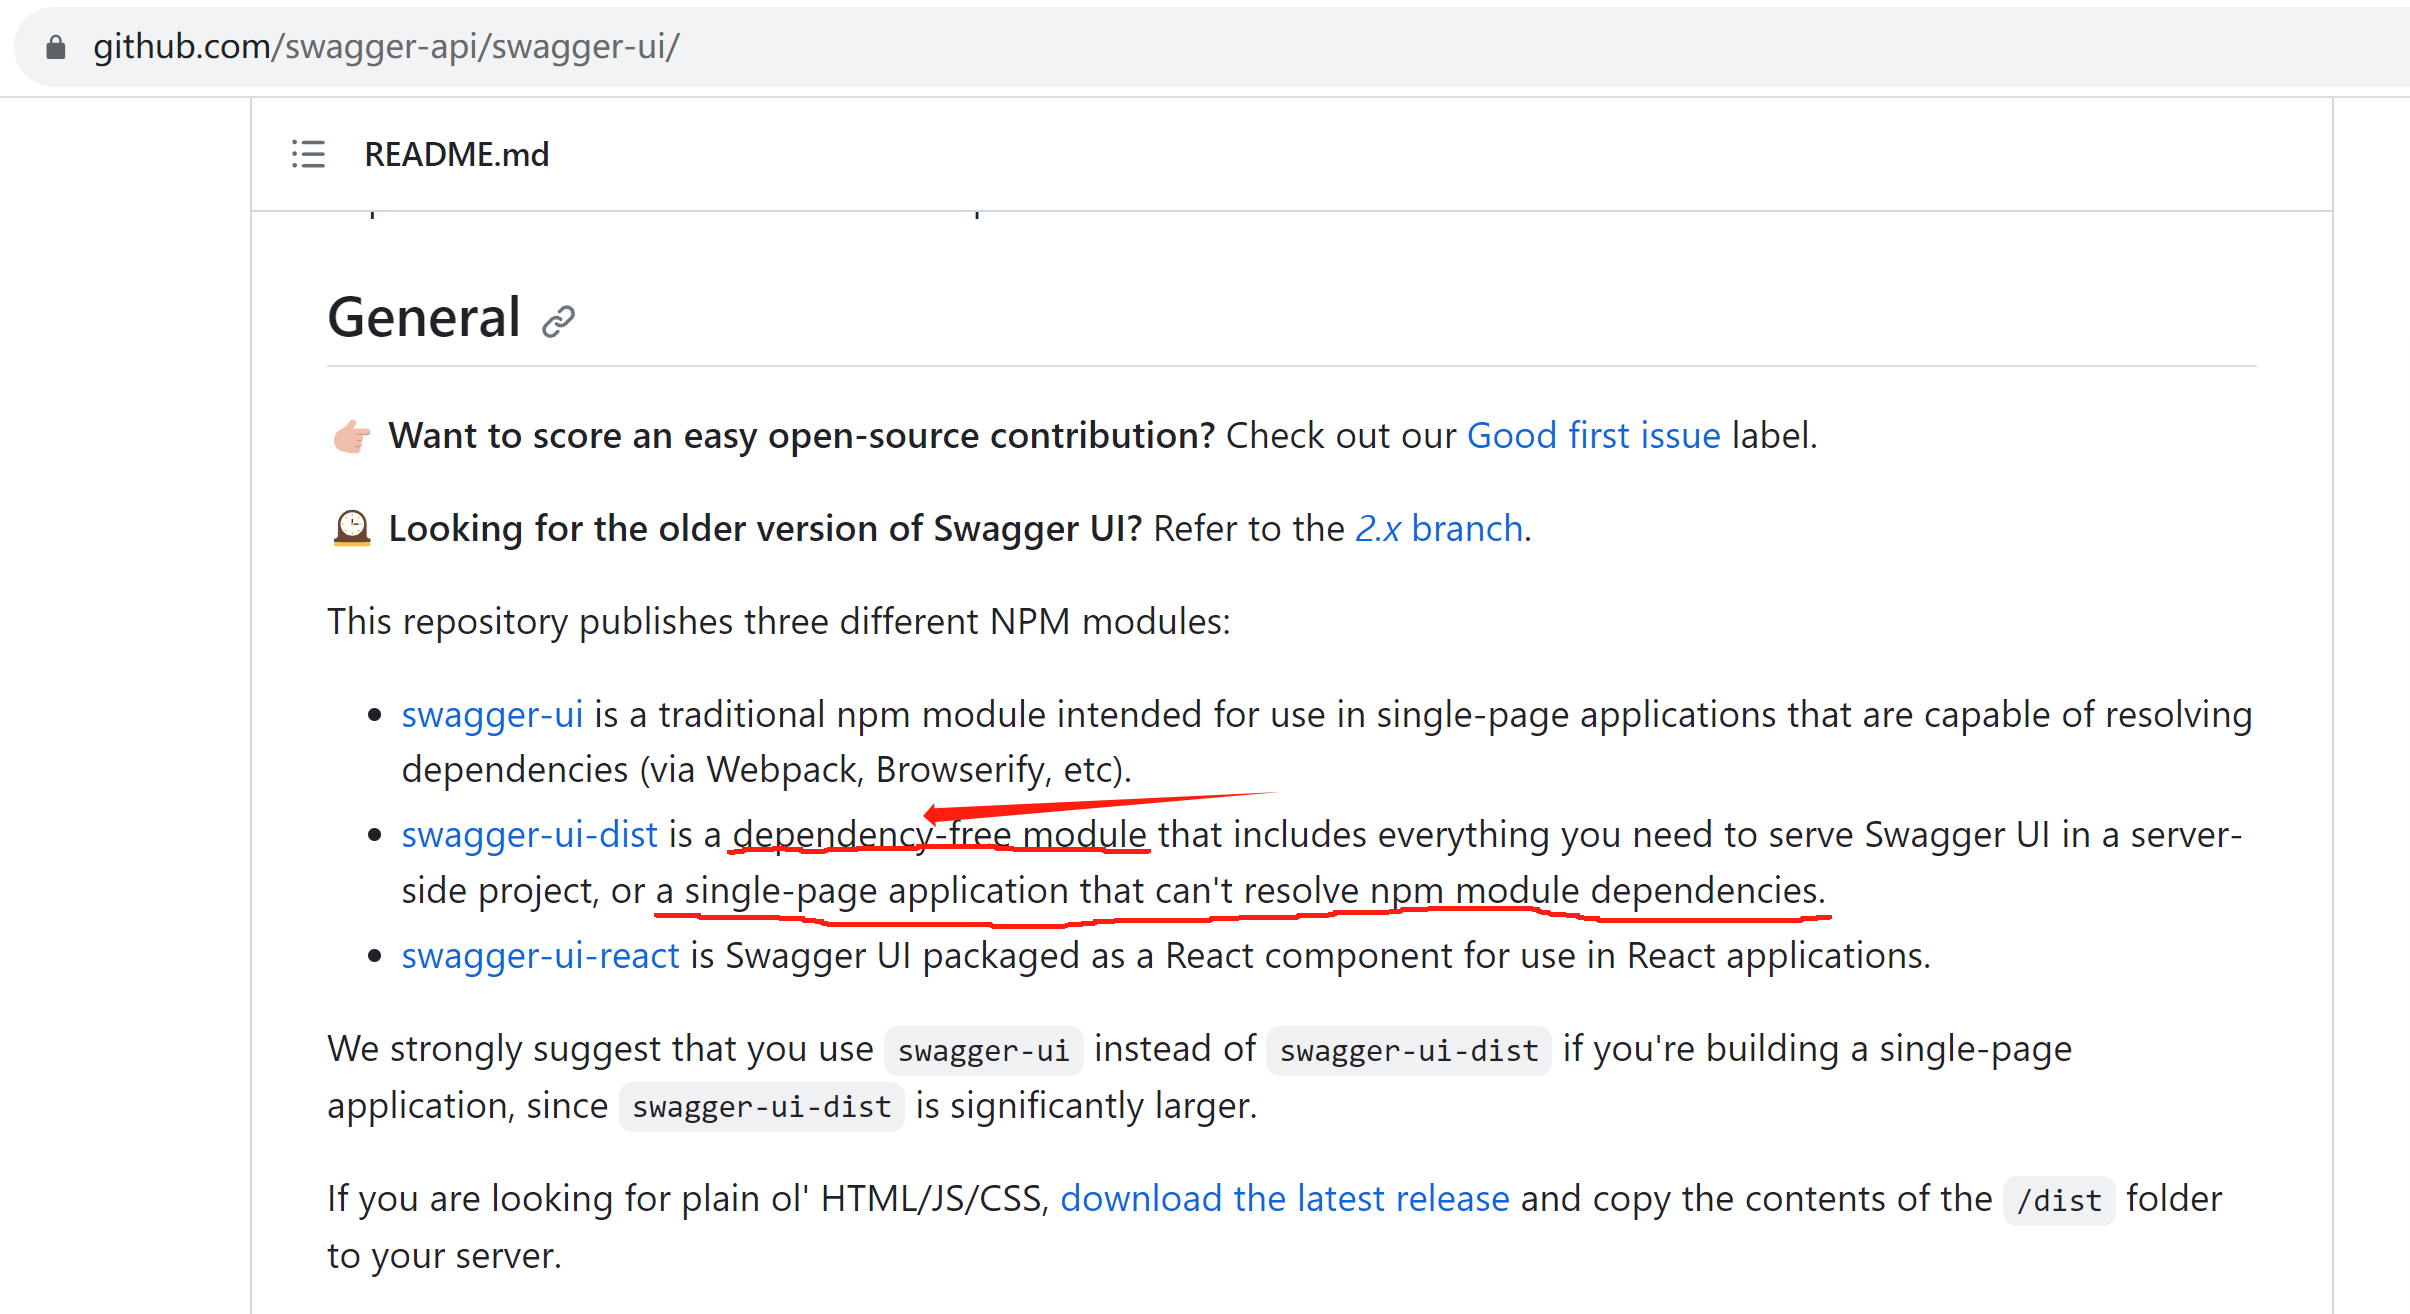 github.com/swagger-api/swagger-ui/
README.md
General
Want to score an easy open-source contribution? Check out our Good first issue label.
Looking for the older version of Swagger UI? Refer to the 2.x branch.
This repository publishes three different NPM modules:
• swagger-ui is a traditional npm module intended for use in single-page applications that are capable of resolving
dependencies (via Webpack, Browserify, etc).
• swagger-ui-dist is a dependency-free module that includes everything you need to serve Swagger UI in a server-
side project, or a single-page application that can't resolve npm module dependencies.
• swagger-ui-react is Swagger UI packaged as a React component for use in React applications.
We strongly suggest that you use swagger-ui instead of swagger-ui-dist if you're building a single-page
application, since swagger-ui-dist is significantly larger.
If you are looking for plain ol' HTML/JS/CSS, download the latest release and copy the contents of the /dist folder
to your server.